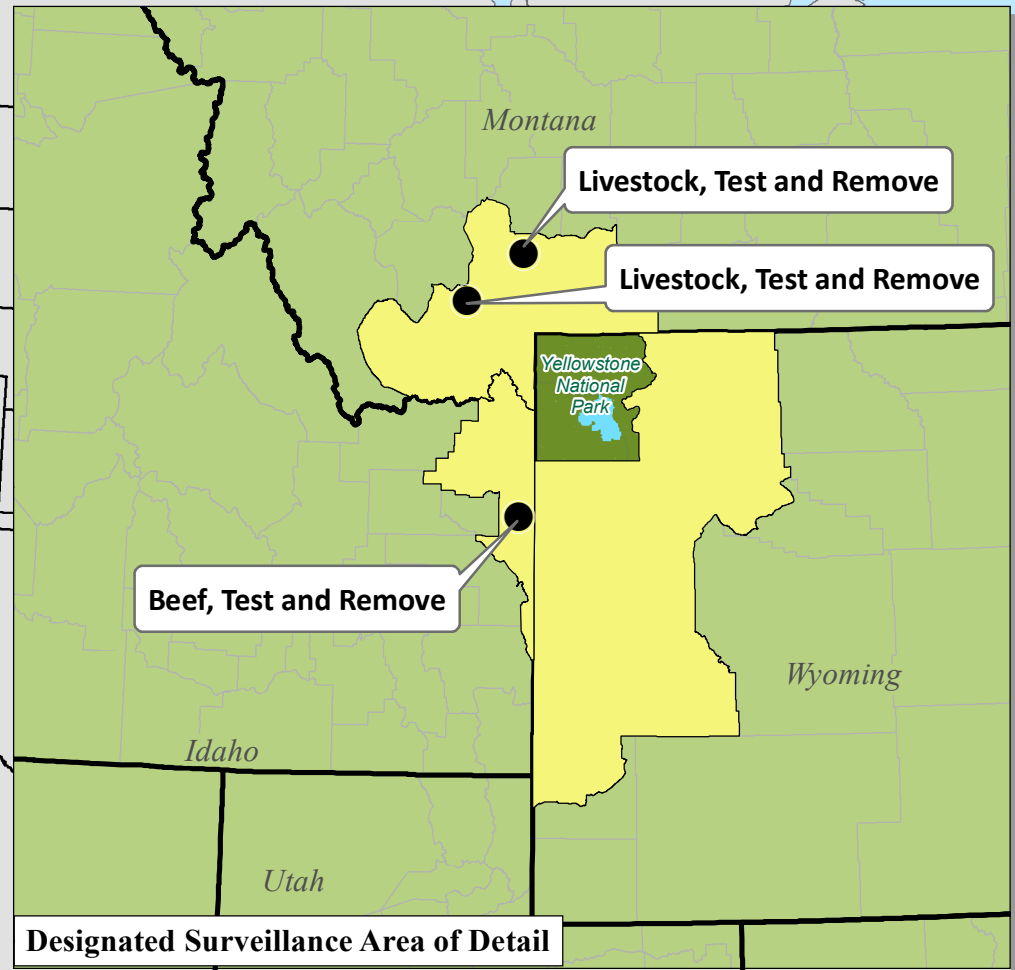 Montana
Livestock, Test and Remove
Livestock, Test and Remove
Yellowstone
National
Park
Beef, Test and Remove
Wyoming
Idaho
Utah
Designated Surveillance Area of Detail